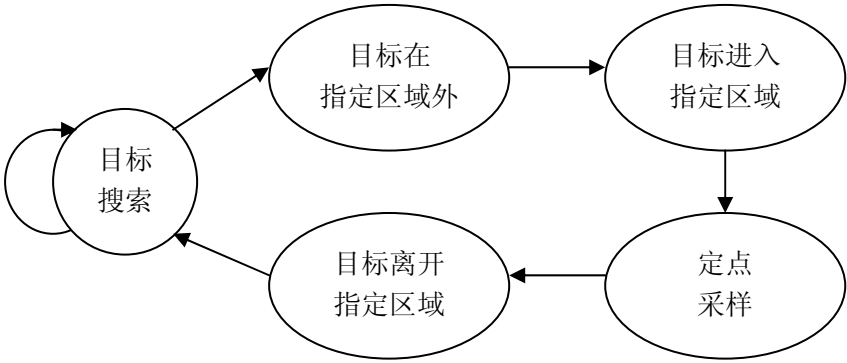 目标
搜索
目标在
指定区域外
目标进入
指定区域
定点
采样
目标离开
指定区域